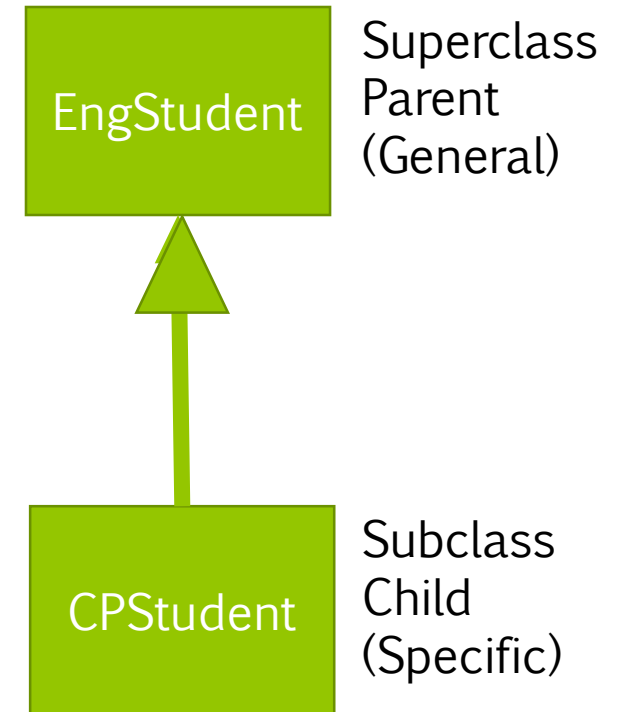 EngStudent
Superclass
Parent
(General)
CPStudent
Subclass
Child
(Specific)